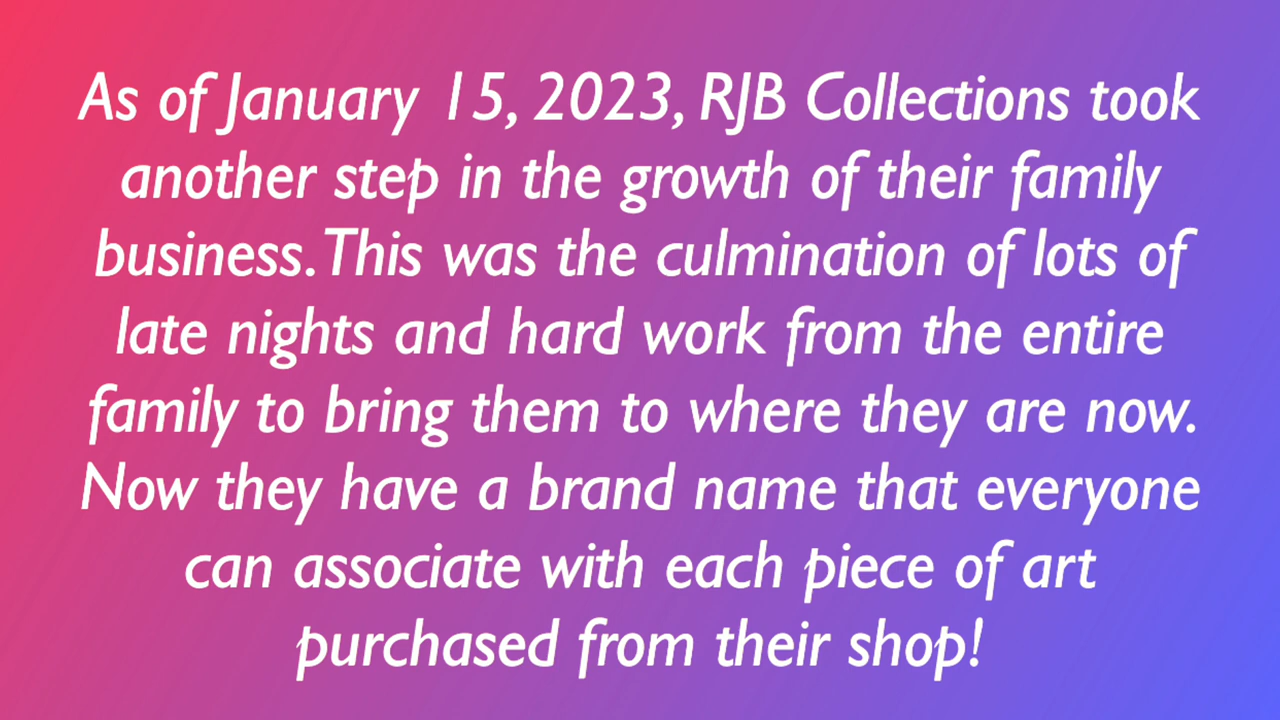 As of January 15, 2023, RJB Collections took
another step in the growth of their family
business. This was the culmination of lots of
late nights and hard work from the entire
family to bring them to where they are now.
Now they have a brand name that everyone
can associate with each piece of art
purchased from their shop!